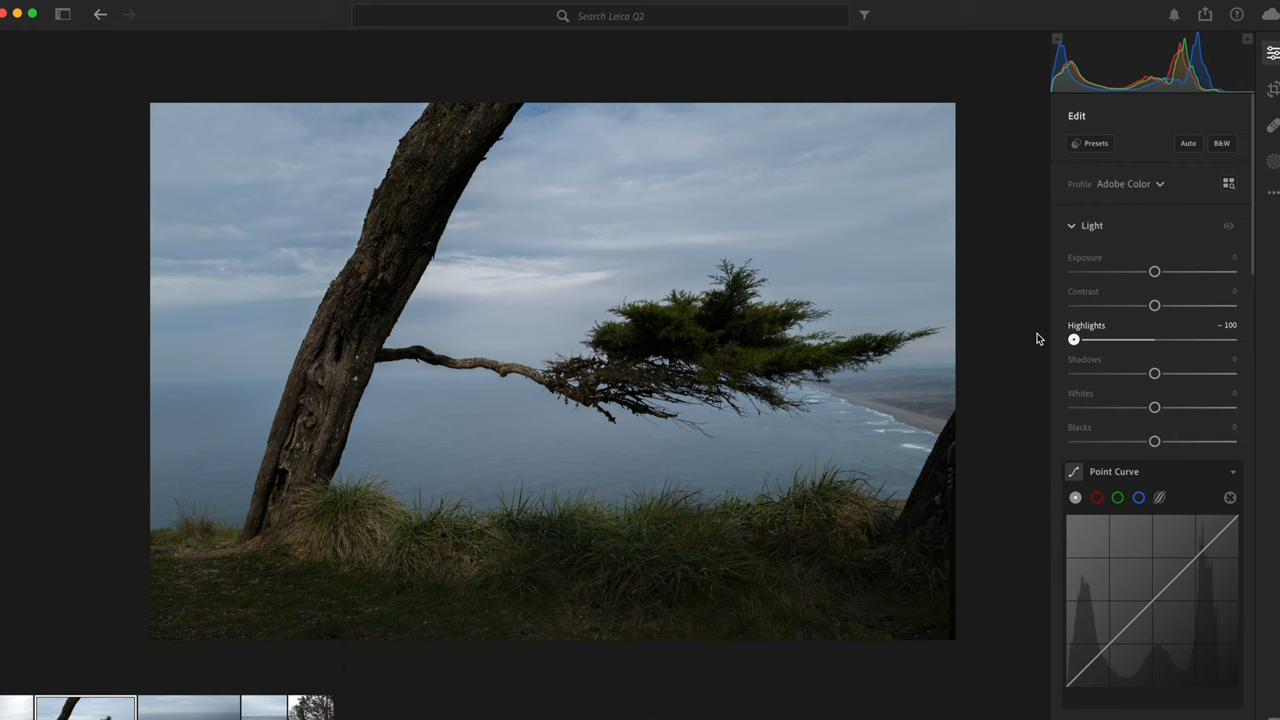 Search Leica Q2
Edit
Presets
Auto
B&W
Profile Adobe Color
Light
Exposure 0
Contrast 0
Highlights – 100
Shadows 0
Whites 0
Blacks 0
Point Curve